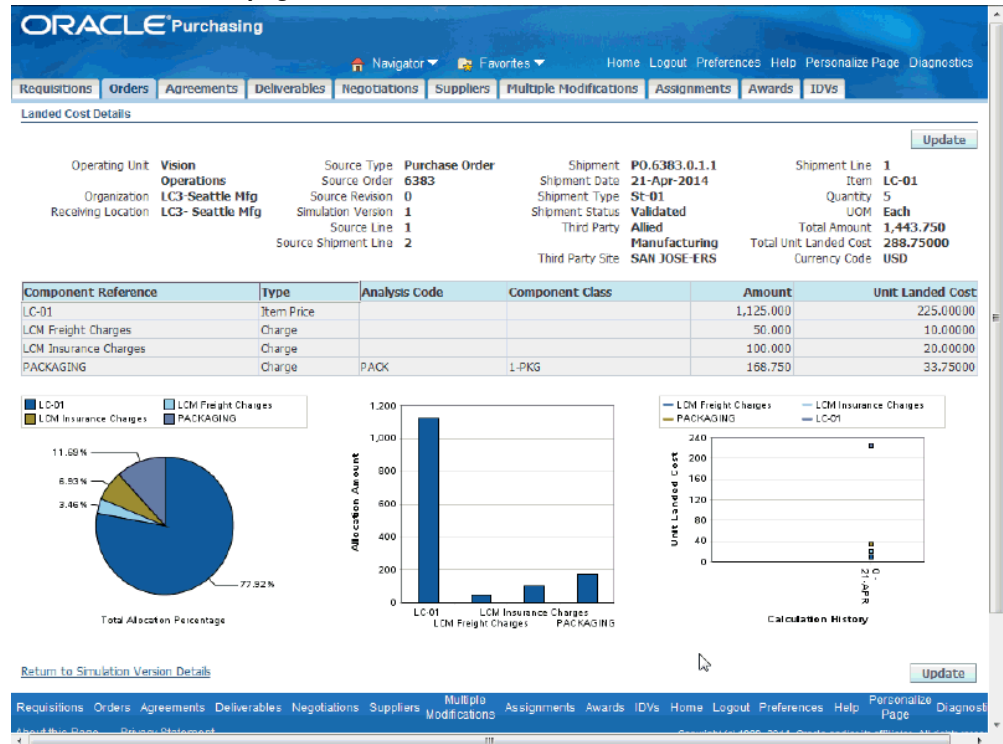 ORACLE Purchasing
Navigator Favorites Home Logout Preferences Help Personalize Page Diagnostics
Requisitions Orders Agreements Deliverables Negotiations Suppliers Multiple Modifications Assignments Awards IDVs
Landed Cost Details
Update
Operating Unit Vision Operations
Organization LC3-Seattle Mfg
Receiving Location LC3- Seattle Mfg
Source Type Purchase Order
Source Order 6383
Source Revision 0
Simulation Version 1
Source Line 1
Source Shipment Line 2
Shipment PO.6383.0.1.1
Shipment Date 21-Apr-2014
Shipment Type St-01
Shipment Status Validated
Third Party Allied Manufacturing
Third Party Site SAN JOSE-ERS
Shipment Line 1
Item LC-01
Quantity 5
UOM Each
Total Amount 1,443.750
Total Unit Landed Cost 288.75000
Currency Code USD
Component Reference Type Analysis Code Component Class Amount Unit Landed Cost
LC-01 Item Price 1,125.000 225.00000
LCM Freight Charges Charge 50.000 10.00000
LCM Insurance Charges Charge 100.000 20.00000
PACKAGING Charge PACK 1-PKG 168.750 33.75000
LC-01 LCM Freight Charges
LCM Insurance Charges PACKAGING
11.69%
6.93%
3.46%
77.92%
Total Allocation Percentage
1,200
1,000
800
600
400
200
0
Allocation Amount
LC-01 LCM Insurance Charges
LCM Freight Charges PACKAGING
LCM Freight Charges LCM Insurance Charges
PACKAGING LC-01
240
200
160
120
80
40
0
Unit Landed Cost
0 -
21-APR
Calculation History
Return to Simulation Version Details
Update
Requisitions Orders Agreements Deliverables Negotiations Suppliers Multiple Modifications Assignments Awards IDVs Home Logout Preferences Help Personalize Page Diagnosti
About this Page Privacy Statement